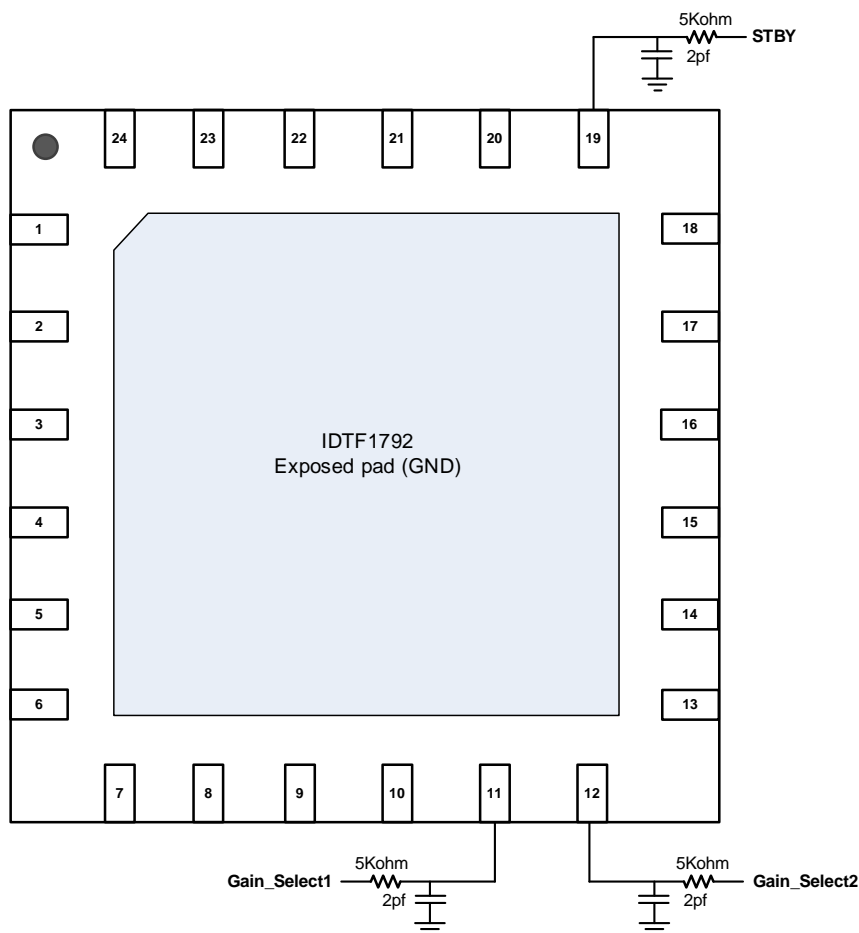 5Kohm
STBY
2pf
24 23 22 21 20 19
1 18
2 17
3 16
IDTF1792
Exposed pad (GND)
4 15
5 14
6 13
7 8 9 10 11 12
5Kohm 5Kohm
Gain_Select1 Gain_Select2
2pf 2pf